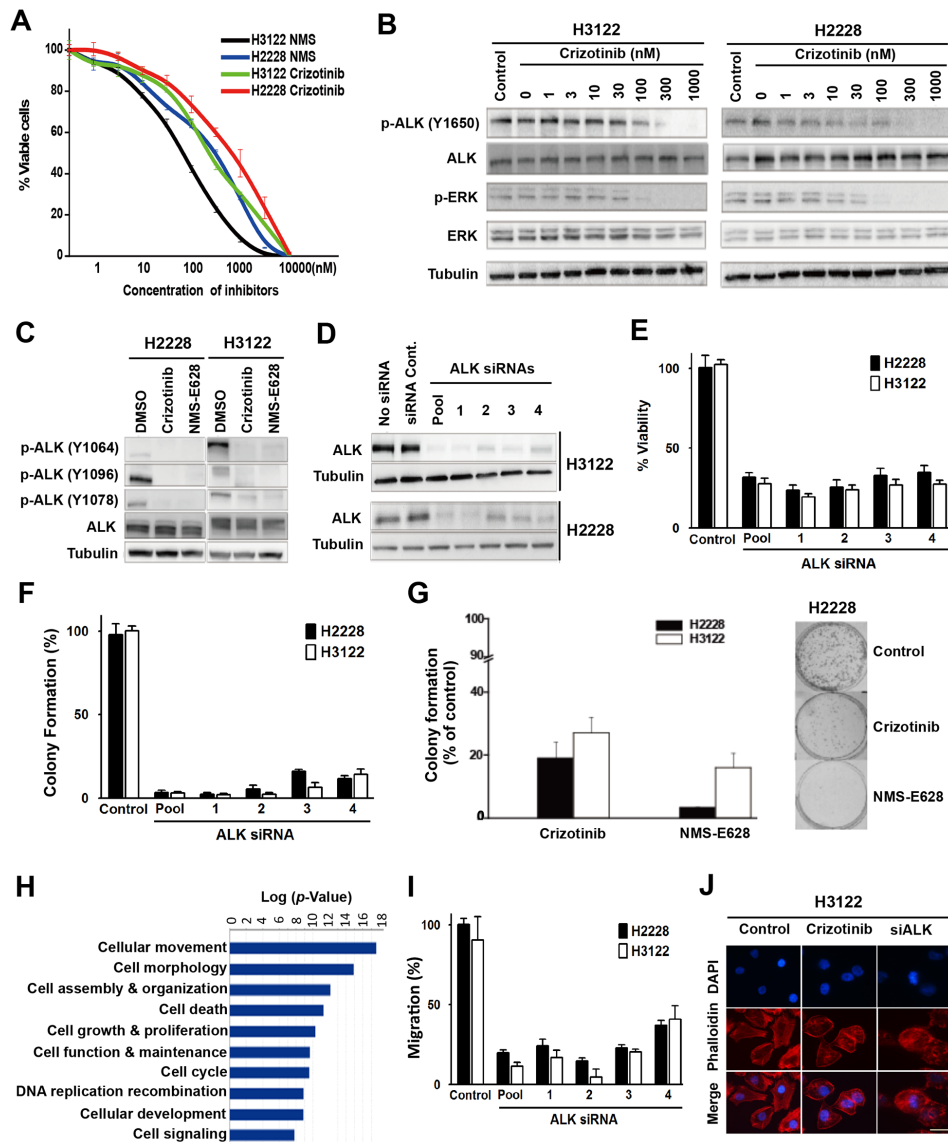 A
H3122 NMS
H2228 NMS
H3122 Crizotinib
H2228 Crizotinib
% Viable cells
100
80
60
40
20
0
1 10 100 1000 10000(nM)
Concentration of inhibitors
B
H3122 H2228
Control Crizotinib (nM) Control Crizotinib (nM)
0 1 3 10 30 100 300 1000 0 1 3 10 30 100 300 1000
p-ALK (Y1650)
ALK
p-ERK
ERK
Tubulin
C
H2228 H3122
DMSO Crizotinib NMS-E628 DMSO Crizotinib NMS-E628
p-ALK (Y1064)
p-ALK (Y1096)
p-ALK (Y1078)
ALK
Tubulin
D
No siRNA siRNA Cont. ALK siRNAs
Pool 1 2 3 4
ALK
Tubulin
H3122
ALK
Tubulin
H2228
E
H2228
H3122
% Viability
100
50
0
Control Pool 1 2 3 4
ALK siRNA
F
H2228
H3122
Colony Formation (%)
100
50
0
Control Pool 1 2 3 4
ALK siRNA
G
H2228
H3122
Colony formation
(% of control)
100
90
40
20
0
Crizotinib NMS-E628
H2228
Control
Crizotinib
NMS-E628
H
Log (p-Value)
0 2 4 6 8 10 12 14 16 18
Cellular movement
Cell morphology
Cell assembly & organization
Cell death
Cell growth & proliferation
Cell function & maintenance
Cell cycle
DNA replication recombination
Cellular development
Cell signaling
I
H2228
H3122
Migration (%)
100
50
0
Control Pool 1 2 3 4
ALK siRNA
J
H3122
Control Crizotinib siALK
DAPI
Phalloidin
Merge